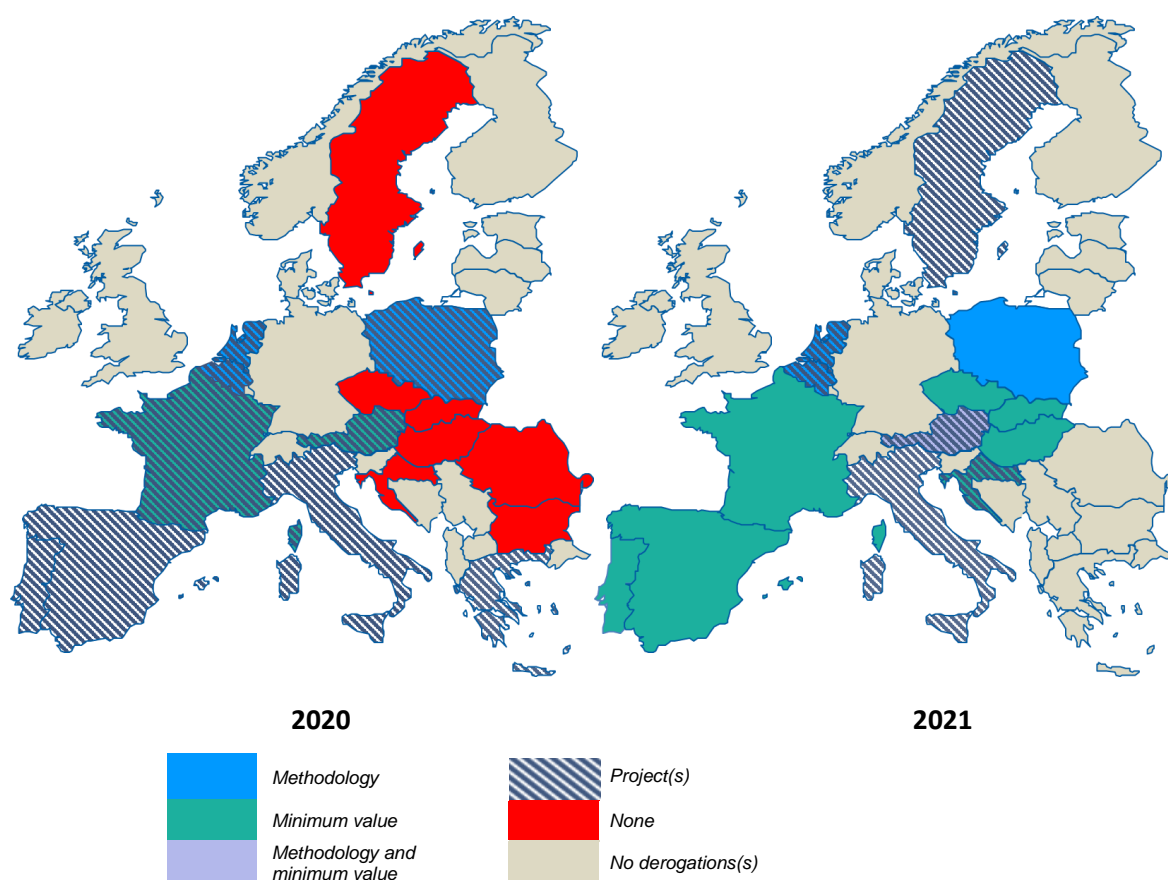 2020
2021
Methodology
Project(s)
Minimum value
None
Methodology and
minimum value
No derogations(s)